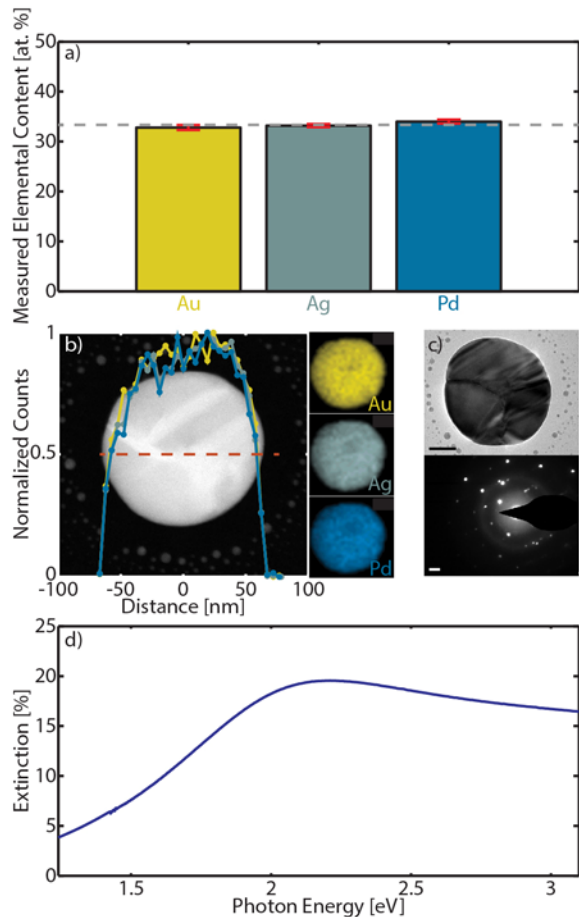 Measured Elemental Content [at. %]
50
40
30
20
10
0
a)
Au
Ag
Pd
Normalized Counts
1
0.5
0
b)
-100
-50
0
50
100
Distance [nm]
Au
Ag
Pd
c)
Extinction [%]
25
20
15
10
5
0
d)
1.5
2
2.5
3
Photon Energy [eV]